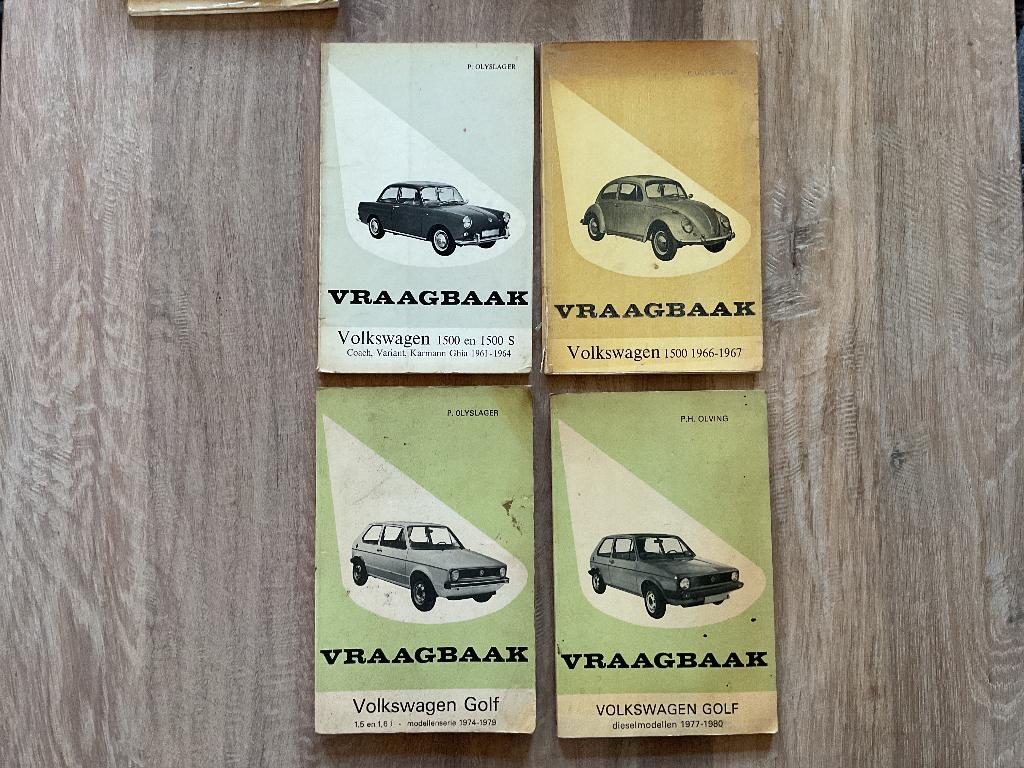 P. OLYSLAGER
VRAAGBAAK
Volkswagen 1500 en 1500 S
Coach, Variant, Karmann Ghia 1961-1964
VRAAGBAAK
Volkswagen 1500 1966-1967
P. OLYSLAGER
VRAAGBAAK
Volkswagen Golf
1,5 en 1,6 l - modellenserie 1974-1979
P.H. OLVING
VRAAGBAAK
VOLKSWAGEN GOLF
dieselmodellen 1977-1980